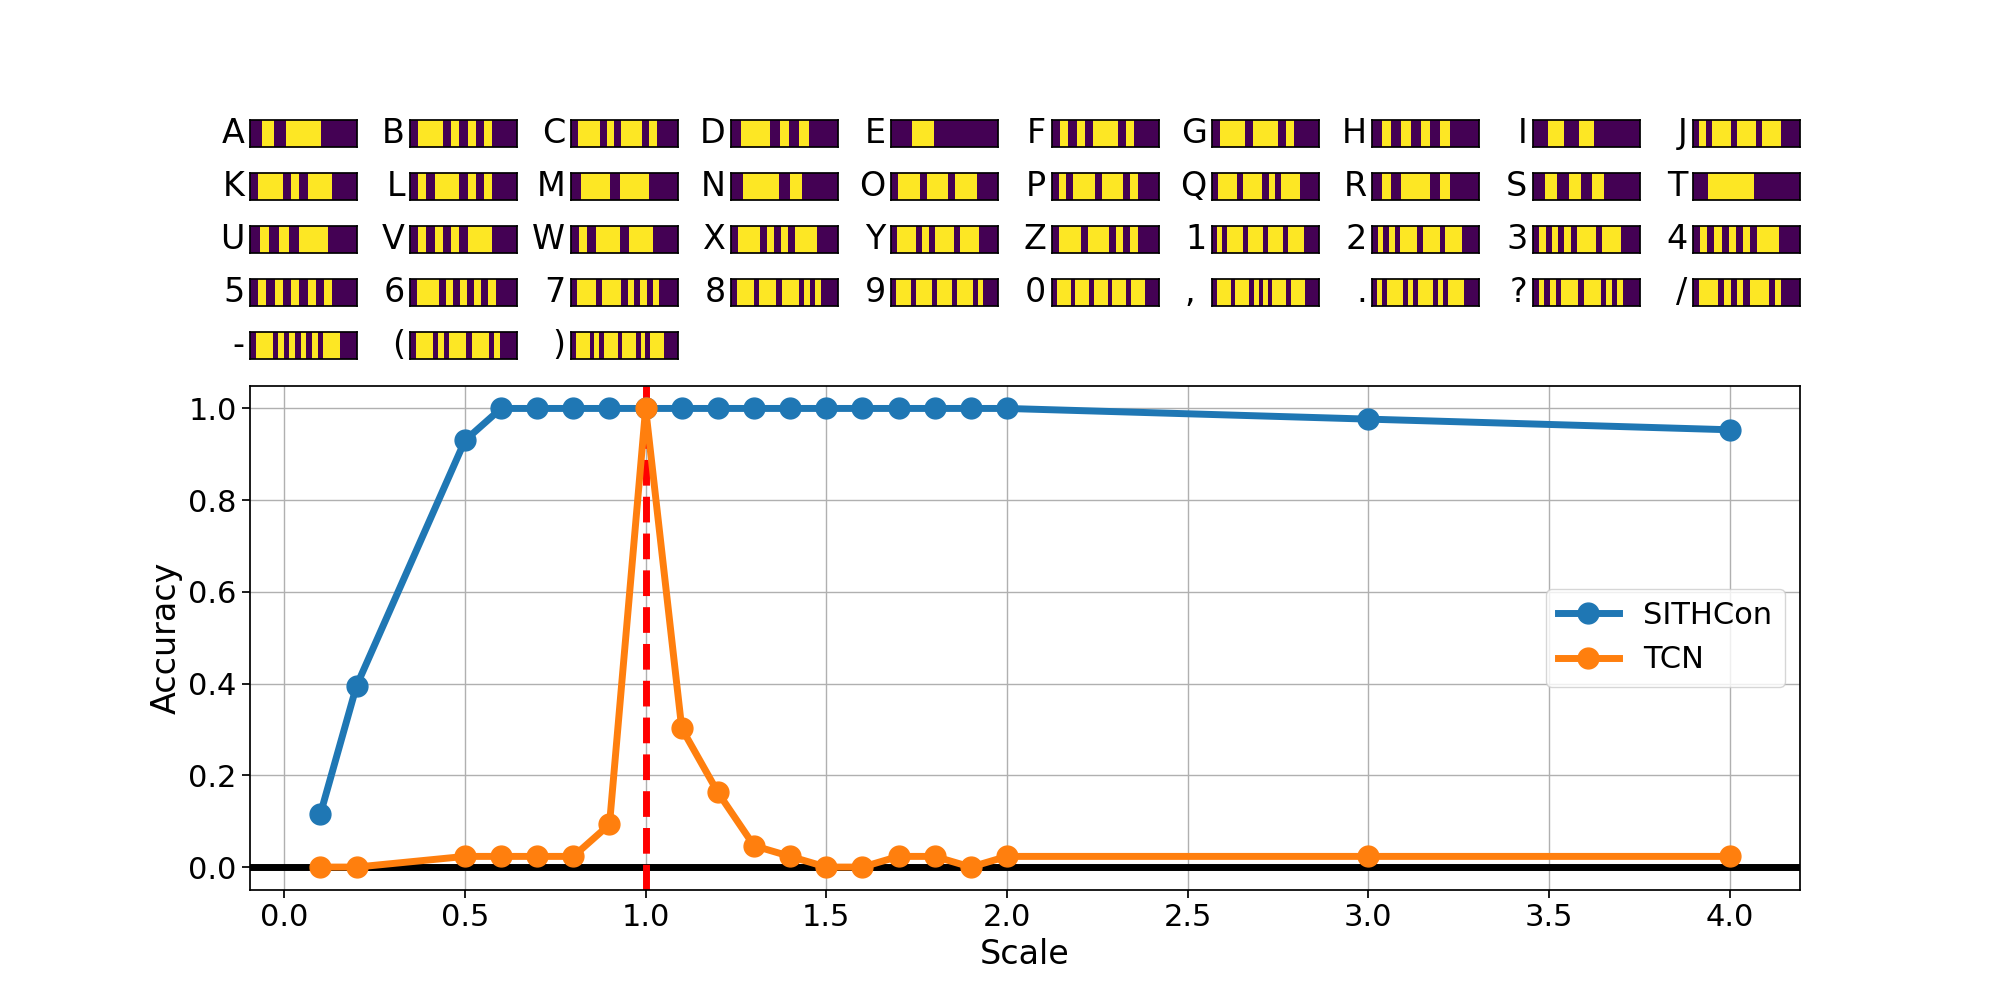 A B C D E F G H I J
K L M N O P Q R S T
U V W X Y Z 1 2 3 4
5 6 7 8 9 0 , . ? /
- ( )
1.0
0.8
0.6
0.4
0.2
0.0
Accuracy
SITHCon
TCN
0.0 0.5 1.0 1.5 2.0 2.5 3.0 3.5 4.0
Scale